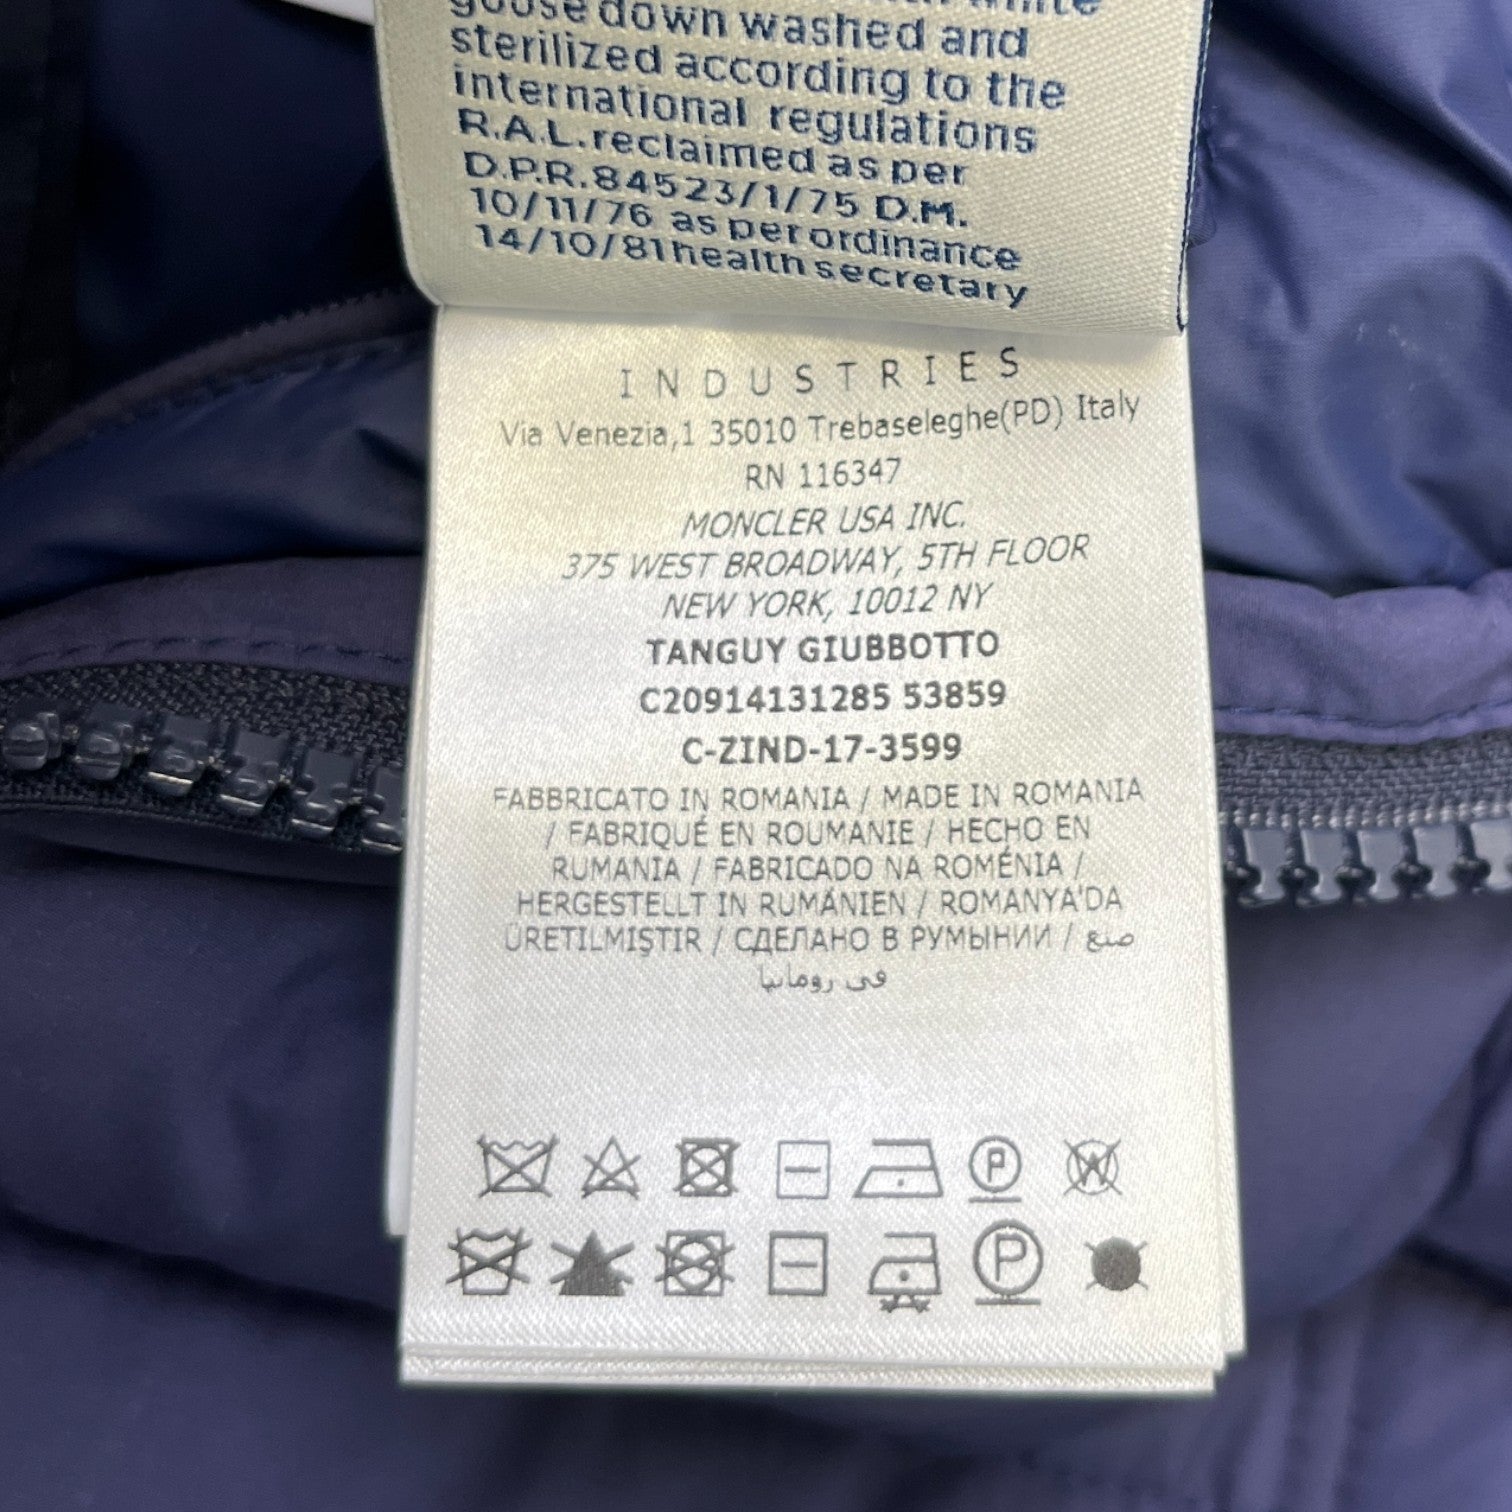 goose down washed and
sterilized according to the
international regulations
R.A.L.reclaimed as per
D.P.R.84523/1/75 D.M.
10/11/76 as per ordinance
14/10/81 health secretary
INDUSTRIES
Via Venezia,1 35010 Trebaseleghe(PD) Italy
RN 116347
MONCLER USA INC.
375 WEST BROADWAY, 5TH FLOOR
NEW YORK, 10012 NY
TANGUY GIUBBOTTO
C20914131285 53859
C-ZIND-17-3599
FABBRICATO IN ROMANIA / MADE IN ROMANIA
/ FABRIQUÉ EN ROUMANIE / HECHO EN
RUMANIA / FABRICADO NA ROMÉNIA /
HERGESTELLT IN RUMÁNIEN / ROMANYA'DA
ÜRETILMIŞTIR / СДЕЛАНО В РУМЫНИИ / صنع
فى رومانيا
P W
P